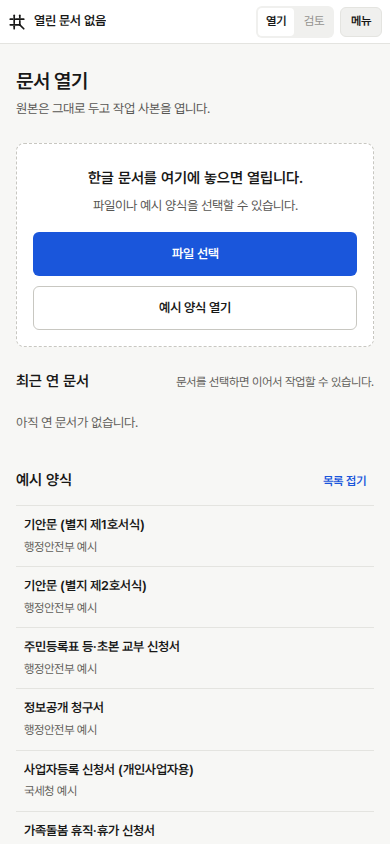 열린 문서 없음
열기
검토
메뉴
문서 열기
원본은 그대로 두고 작업 사본을 엽니다.
한글 문서를 여기에 놓으면 열립니다.
파일이나 예시 양식을 선택할 수 있습니다.
파일 선택
예시 양식 열기
최근 연 문서
문서를 선택하면 이어서 작업할 수 있습니다.
아직 연 문서가 없습니다.
예시 양식
목록 접기
기안문 (별지 제1호서식)
행정안전부 예시
기안문 (별지 제2호서식)
행정안전부 예시
주민등록표 등·초본 교부 신청서
행정안전부 예시
정보공개 청구서
행정안전부 예시
사업자등록 신청서 (개인사업자용)
국세청 예시
가족돌봄 휴직·휴가 신청서